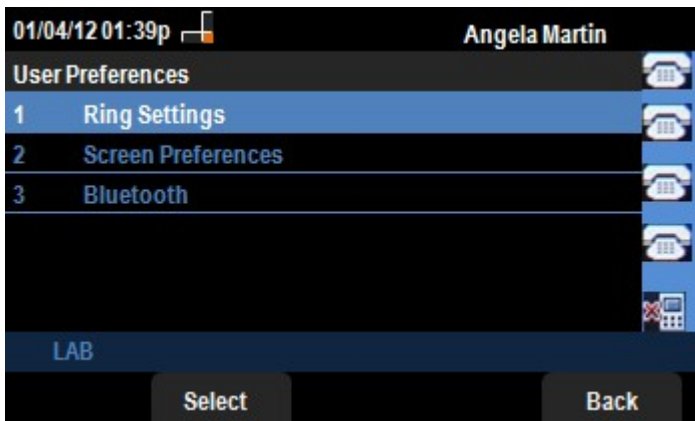 01/04/12 01:39p Angela Martin
User Preferences
1 Ring Settings
2 Screen Preferences
3 Bluetooth
LAB
Select Back